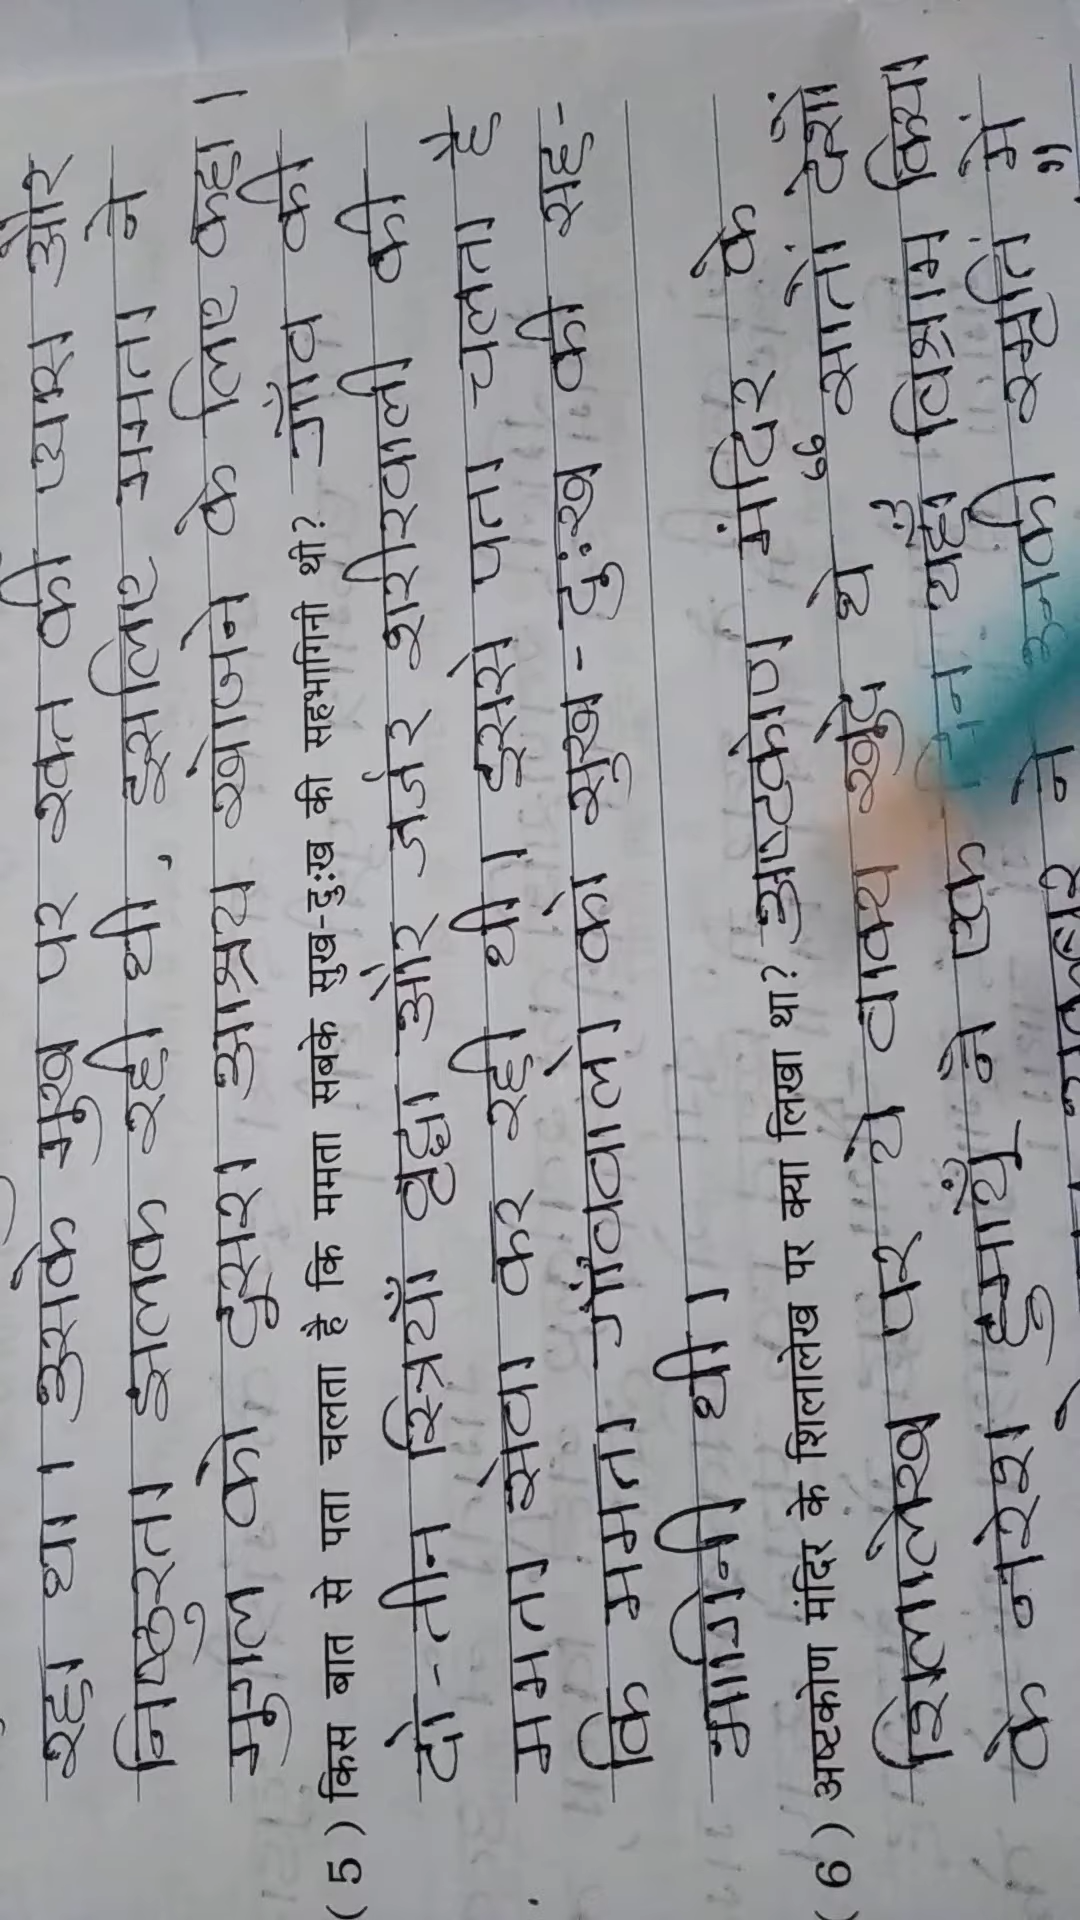 रहा था। उसके मुख पर रक्त की प्यास और
निष्ठुरता झलक रही थी, इसलिए ममता ने
मुगल को दुसरा आश्रय खोजने के लिए कहा।
( 5 ) किस बात से पता चलता है कि ममता सबके सुख-दुःख की सहभागिनी थी? गाँव की
दो-तीन स्त्रियाँ वृद्धा और जर्जर शरीरवाली की
ममता सेवा कर रही थी। इससे पता चलता है
कि ममता गाँववालो को सुख-दुःख की सह-
भागिनी थी।
( 6 ) अष्टकोण मंदिर के शिलालेख पर क्या लिखा था? अष्टकोण मंदिर के
शिलालेख पर ये वाक्य खुदे थे “ सातों देशों
के नरेश हुमायुँ ने एक दिन यहाँ विश्राम किया।
ने उनकी स्मृति में